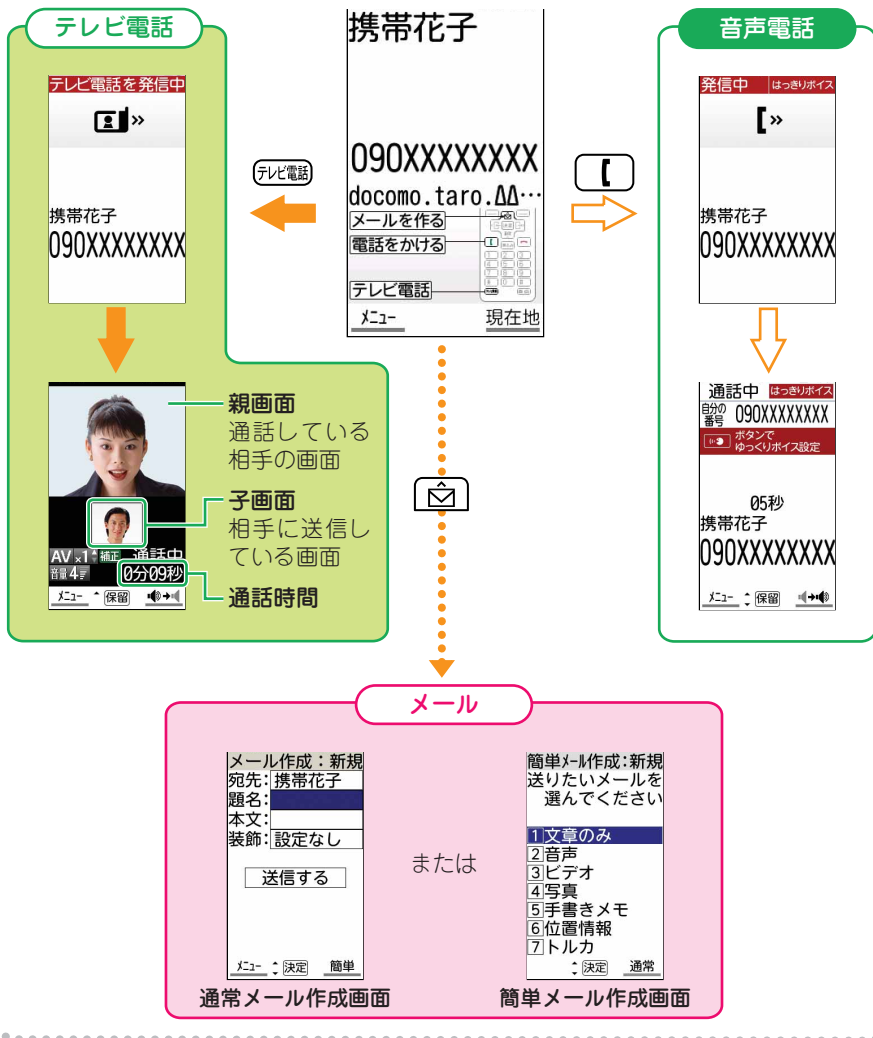 テレビ電話
テレビ電話を発信中
携帯花子
090XXXXXXXX
テレビ電話
携帯花子
090XXXXXXXX
docomo.taro.ΔΔ…
メールを作る
電話をかける
テレビ電話
メニュー
現在地
音声電話
発信中
はっきりボイス
携帯花子
090XXXXXXXX
親画面
通話している
相手の画面
子画面
相手に送信し
ている画面
通話時間
AV ×1 補正 通話中
音量4 0分09秒
メニュー 保留
通話中 はっきりボイス
自分の番号 090XXXXXXXX
ボタンで
ゆっくりボイス設定
05秒
携帯花子
090XXXXXXXX
メニュー 保留
メール
メール作成：新規
宛先:携帯花子
題名:
本文:
装飾:設定なし
送信する
メニュー 決定 簡単
通常メール作成画面
または
簡単メール作成:新規
送りたいメールを
選んでください
1文章のみ
2音声
3ビデオ
4写真
5手書きメモ
6位置情報
7トルカ
決定 通常
簡単メール作成画面